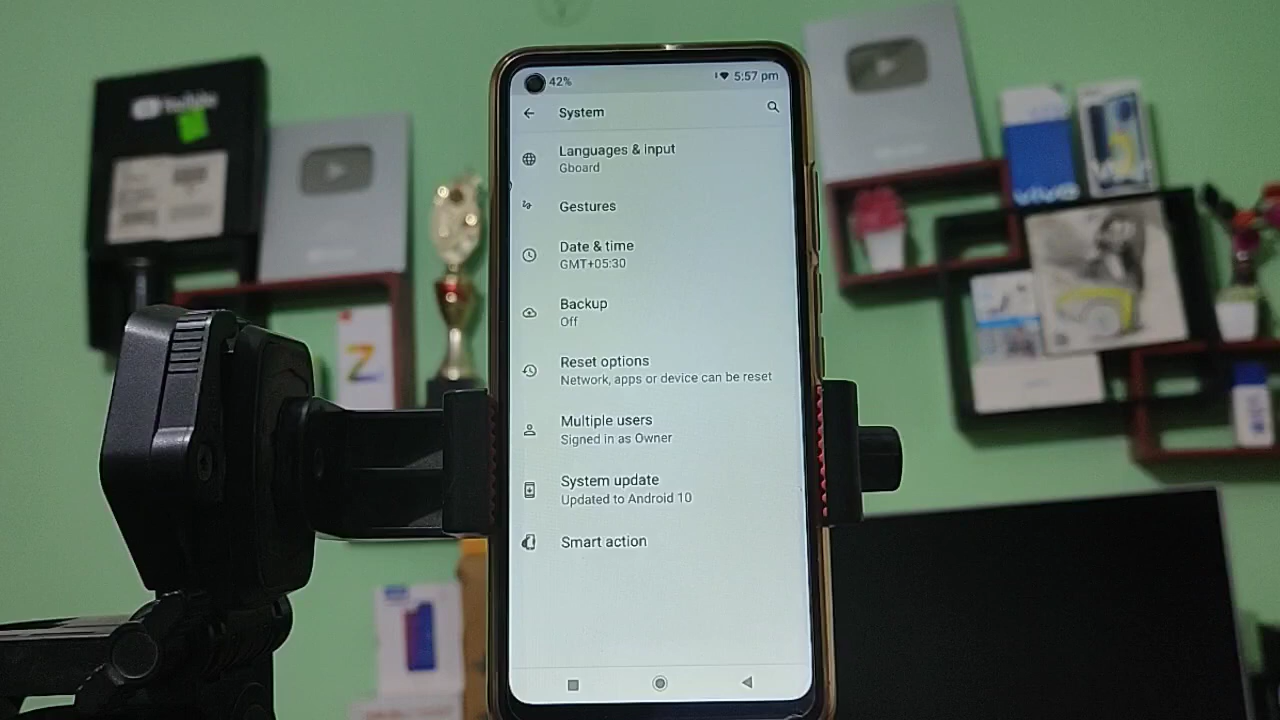 42%
5:57 pm
System
Languages & input
Gboard
Gestures
Date & time
GMT+05:30
Backup
Off
Reset options
Network, apps or device can be reset
Multiple users
Signed in as Owner
System update
Updated to Android 10
Smart action
YouTube
vivo
Z